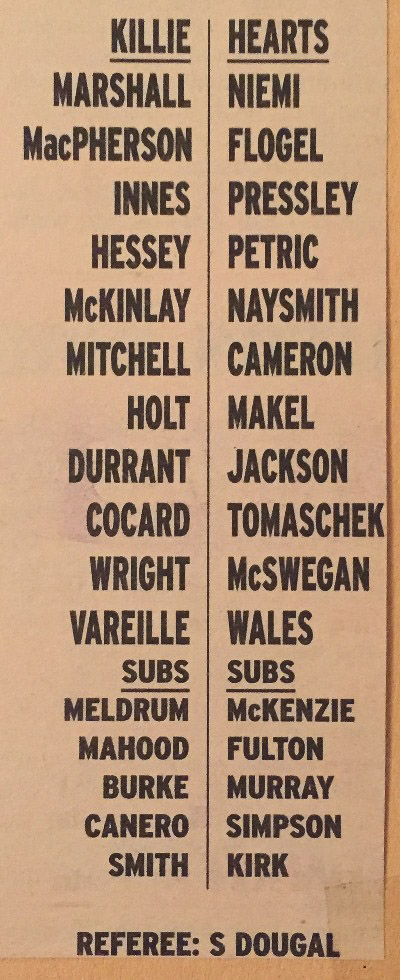 KILLIE HEARTS
MARSHALL NIEMI
MacPHERSON FLOGEL
INNES PRESSLEY
HESSEY PETRIC
McKINLAY NAYSMITH
MITCHELL CAMERON
HOLT MAKEL
DURRANT JACKSON
COCARD TOMASCHEK
WRIGHT McSWEGAN
VAREILLE WALES
SUBS SUBS
MELDRUM McKENZIE
MAHOOD FULTON
BURKE MURRAY
CANERO SIMPSON
SMITH KIRK
REFEREE: S DOUGAL